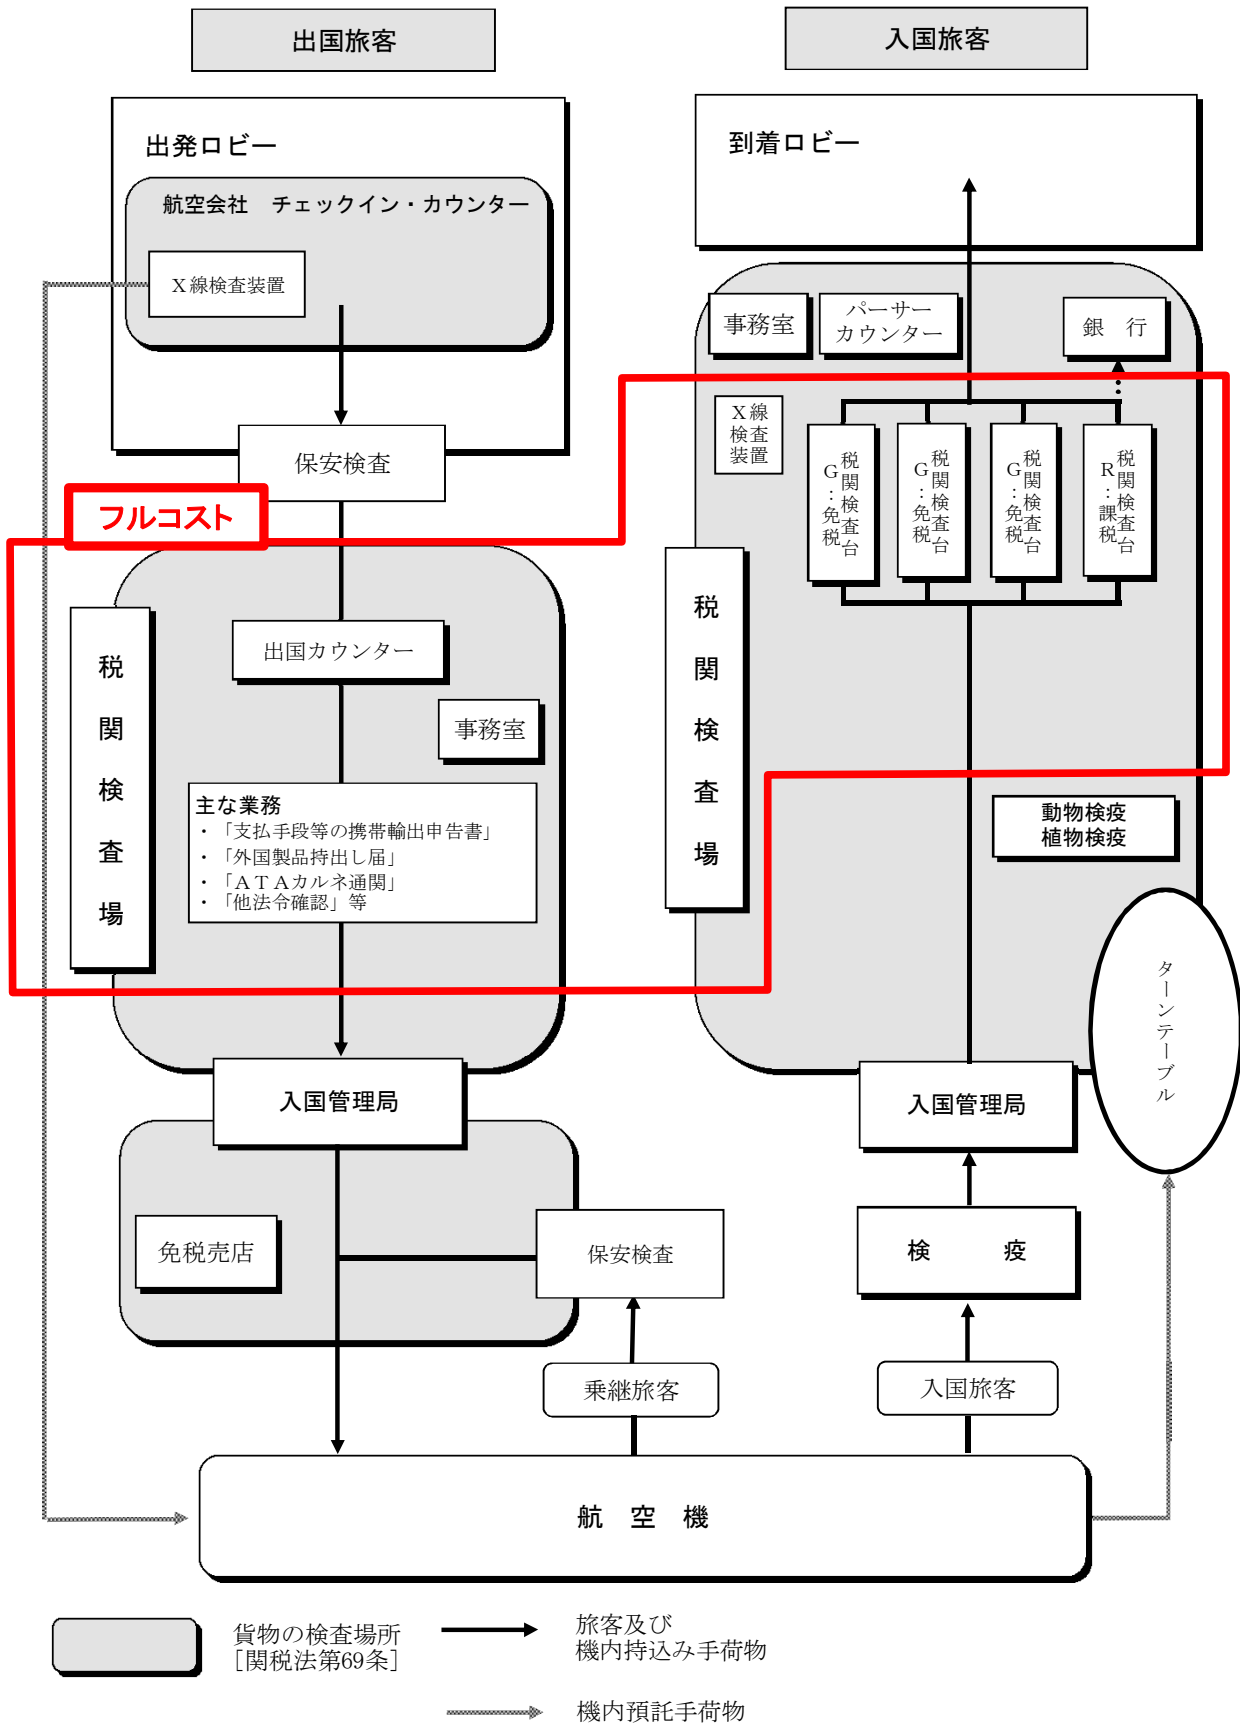 出国旅客
入国旅客
出発ロビー
航空会社　チェックイン・カウンター
Ｘ線検査装置
保安検査
フルコスト
税関検査場
出国カウンター
事務室
主な業務
・「支払手段等の携帯輸出申告書」
・「外国製品持出し届」
・「ＡＴＡカルネ通関」
・「他法令確認」等
入国管理局
免税売店
保安検査
乗継旅客
到着ロビー
事務室
パーサー
カウンター
銀　行
Ｘ線
検査
装置
税関検査台
Ｇ：免税
税関検査台
Ｇ：免税
税関検査台
Ｇ：免税
税関検査台
Ｒ：課税
税関検査場
動物検疫
植物検疫
ターンテーブル
入国管理局
検　疫
入国旅客
航　空　機
貨物の検査場所
［関税法第69条］
旅客及び
機内持込み手荷物
機内預託手荷物